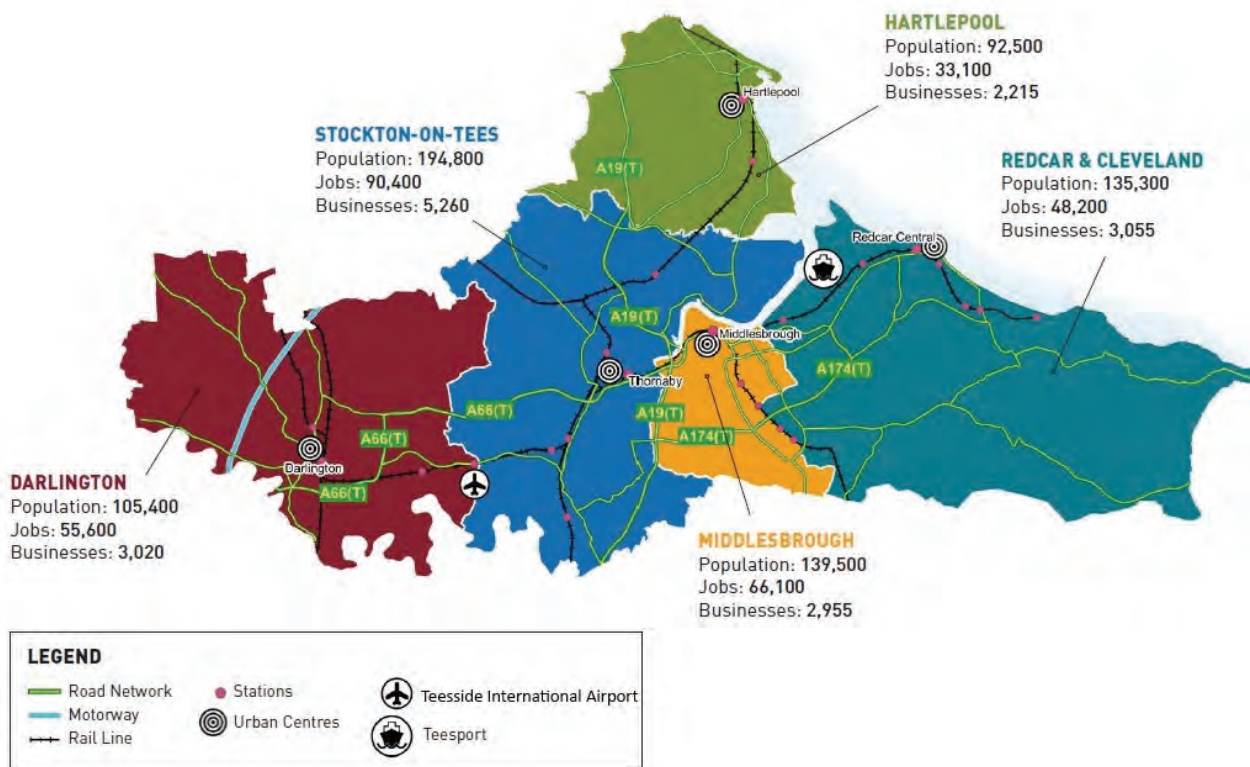 HARTLEPOOL
Population: 92,500
Jobs: 33,100
Businesses: 2,215
Hartlepool
STOCKTON-ON-TEES
Population: 194,800
Jobs: 90,400
Businesses: 5,260
A19(T)
REDCAR & CLEVELAND
Population: 135,300
Jobs: 48,200
Businesses: 3,055
Redcar Central
A19(T)
Middlesbrough
Thornaby
A174(T)
A66(T)
A19(T)
A174(T)
A66(T)
Darlington
A66(T)
DARLINGTON
Population: 105,400
Jobs: 55,600
Businesses: 3,020
MIDDLESBROUGH
Population: 139,500
Jobs: 66,100
Businesses: 2,955
LEGEND
Road Network
Motorway
Rail Line
Stations
Urban Centres
Teesside International Airport
Teesport